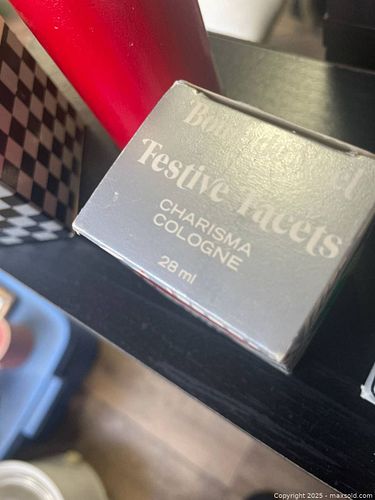 Festive Facets
CHARISMA
COLOGNE
28 ml
Copyright © 2025 - maxsold.com